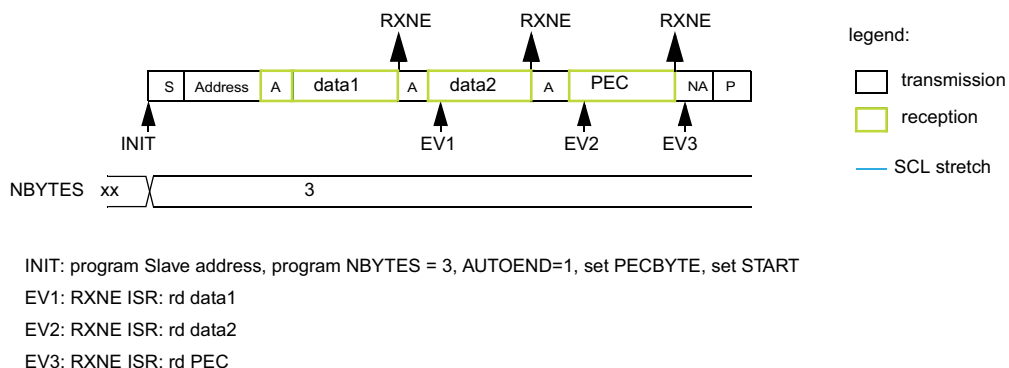 RXNE RXNE RXNE
legend:
S Address A data1 A data2 A PEC NA P
transmission
reception
INIT EV1 EV2 EV3
SCL stretch
NBYTES xx 3
INIT: program Slave address, program NBYTES = 3, AUTOEND=1, set PECBYTE, set START
EV1: RXNE ISR: rd data1
EV2: RXNE ISR: rd data2
EV3: RXNE ISR: rd PEC